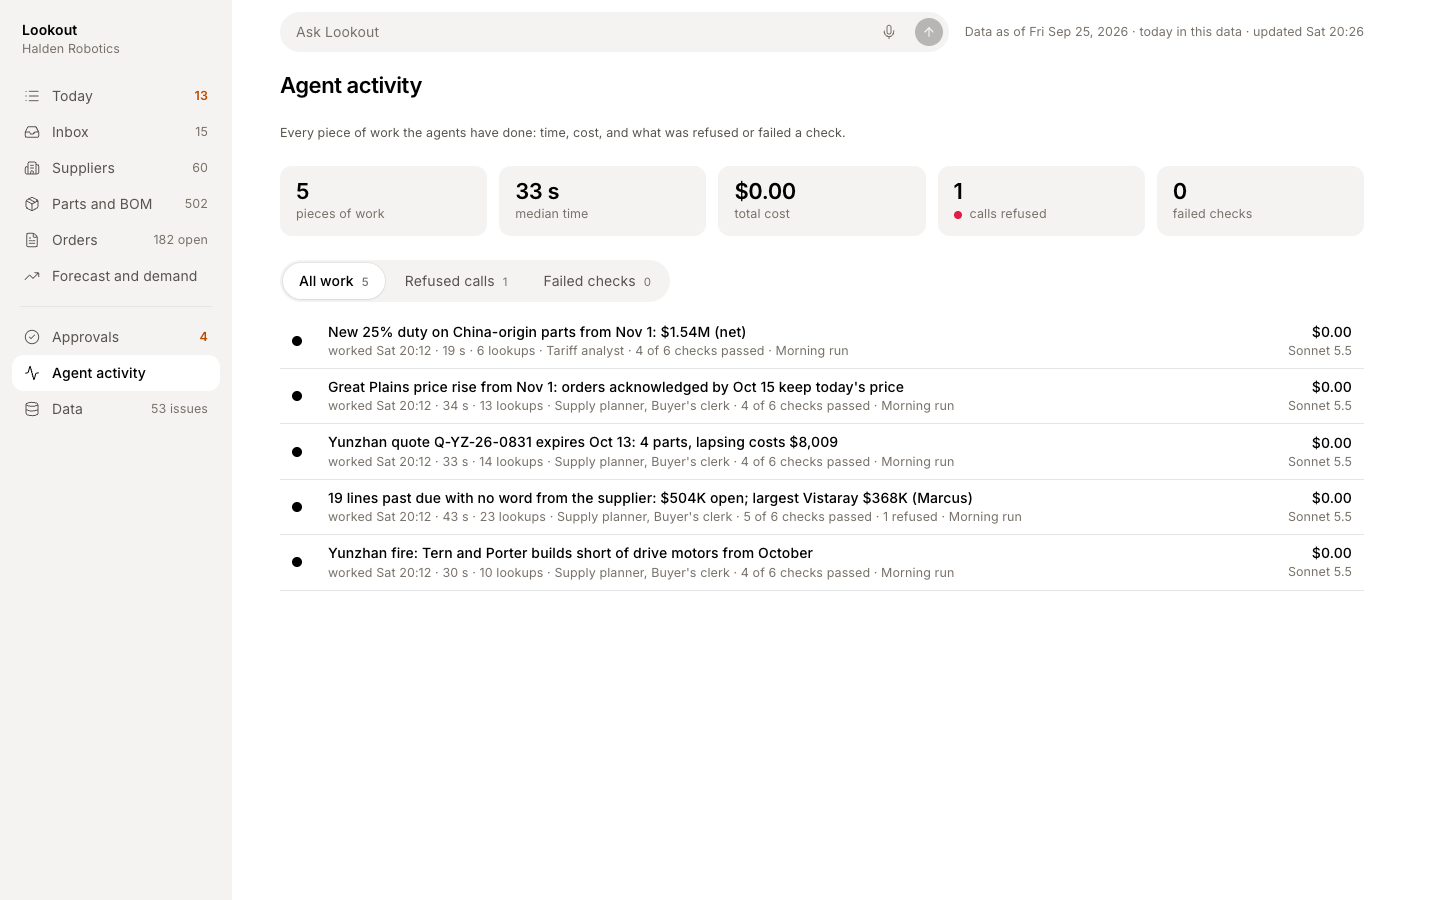 Lookout
Halden Robotics
Today 13
Inbox 15
Suppliers 60
Parts and BOM 502
Orders 182 open
Forecast and demand
Approvals 4
Agent activity
Data 53 issues
Ask Lookout
Data as of Fri Sep 25, 2026 · today in this data · updated Sat 20:26
Agent activity
Every piece of work the agents have done: time, cost, and what was refused or failed a check.
5
pieces of work
33 s
median time
$0.00
total cost
1
calls refused
0
failed checks
All work 5 Refused calls 1 Failed checks 0
New 25% duty on China-origin parts from Nov 1: $1.54M (net) $0.00
worked Sat 20:12 · 19 s · 6 lookups · Tariff analyst · 4 of 6 checks passed · Morning run Sonnet 5.5
Great Plains price rise from Nov 1: orders acknowledged by Oct 15 keep today's price $0.00
worked Sat 20:12 · 34 s · 13 lookups · Supply planner, Buyer's clerk · 4 of 6 checks passed · Morning run Sonnet 5.5
Yunzhan quote Q-YZ-26-0831 expires Oct 13: 4 parts, lapsing costs $8,009 $0.00
worked Sat 20:12 · 33 s · 14 lookups · Supply planner, Buyer's clerk · 4 of 6 checks passed · Morning run Sonnet 5.5
19 lines past due with no word from the supplier: $504K open; largest Vistaray $368K (Marcus) $0.00
worked Sat 20:12 · 43 s · 23 lookups · Supply planner, Buyer's clerk · 5 of 6 checks passed · 1 refused · Morning run Sonnet 5.5
Yunzhan fire: Tern and Porter builds short of drive motors from October $0.00
worked Sat 20:12 · 30 s · 10 lookups · Supply planner, Buyer's clerk · 4 of 6 checks passed · Morning run Sonnet 5.5